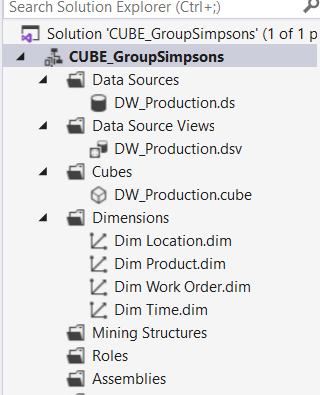 Search Solution Explorer (Ctrl+;)
Solution 'CUBE_GroupSimpsons' (1 of 1 p
CUBE_GroupSimpsons
Data Sources
DW_Production.ds
Data Source Views
DW_Production.dsv
Cubes
DW_Production.cube
Dimensions
Dim Location.dim
Dim Product.dim
Dim Work Order.dim
Dim Time.dim
Mining Structures
Roles
Assemblies